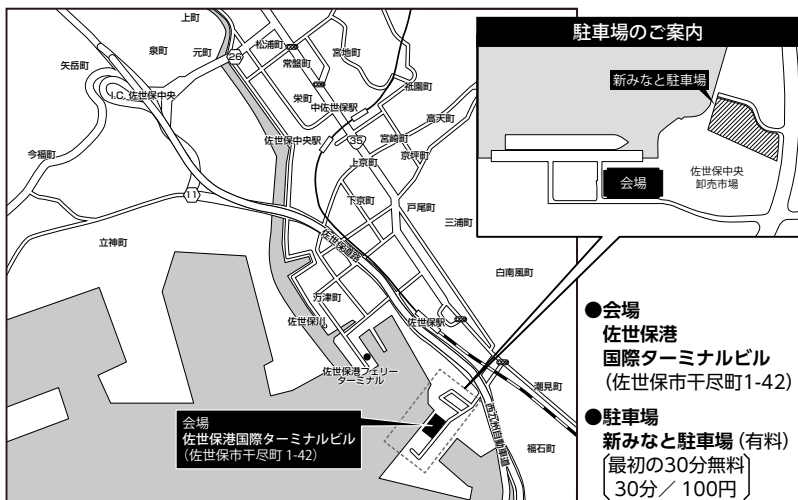 上町
泉町
元町
松浦町
宮地町
矢岳町
26
常盤町
I.C. 佐世保中央
栄町
祇園町
中佐世保駅
高天町
佐世保中央駅
35
宮崎町
京坪町
今福町
上京町
11
下京町
戸尾町
三浦町
立神町
佐世保道路
白南風町
万津町
佐世保川
佐世保駅
佐世保港フェリー
ターミナル
潮見町
西九州自動車道
福石町
会場
佐世保港国際ターミナルビル
(佐世保市干尽町 1-42)
駐車場のご案内
新みなと駐車場
佐世保中央
卸売市場
会場
●会場
佐世保港
国際ターミナルビル
(佐世保市干尽町1-42)
●駐車場
新みなと駐車場 (有料)
最初の30分無料
30分/ 100円